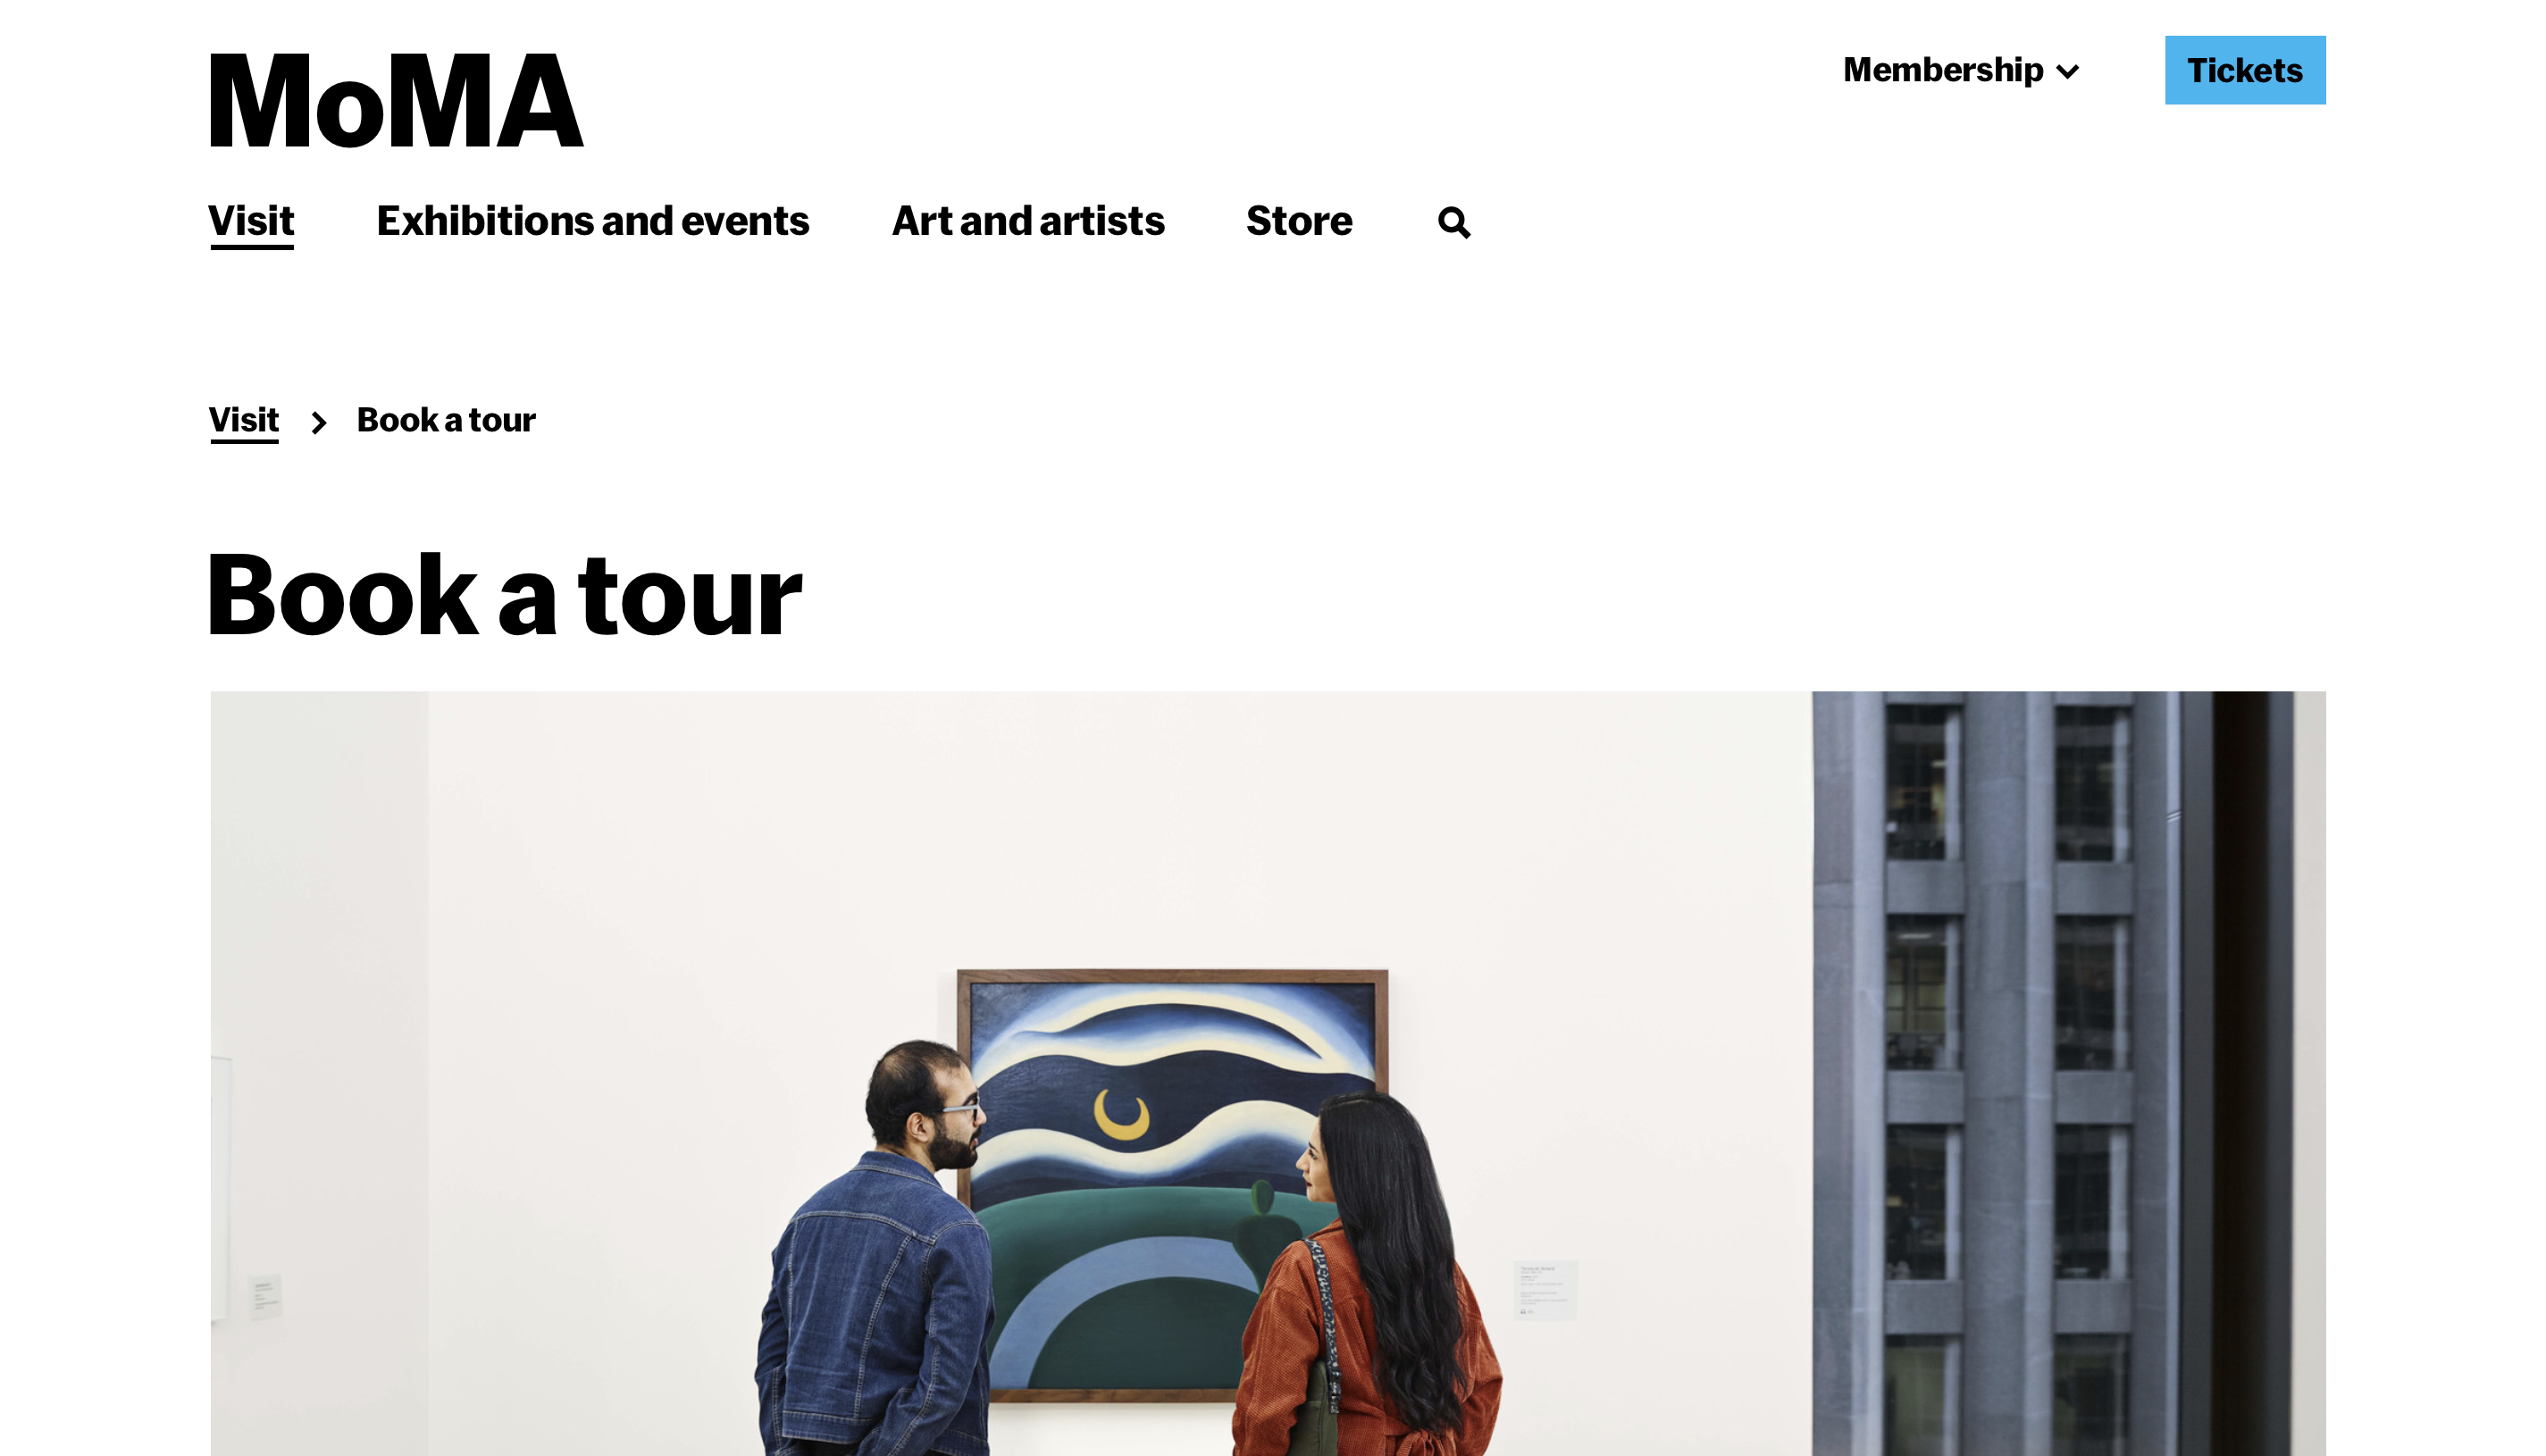 MoMA
Membership
Tickets
Visit
Exhibitions and events
Art and artists
Store
Visit
Book a tour
Book a tour